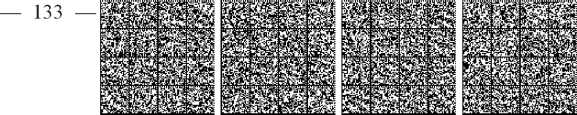 — 133 —